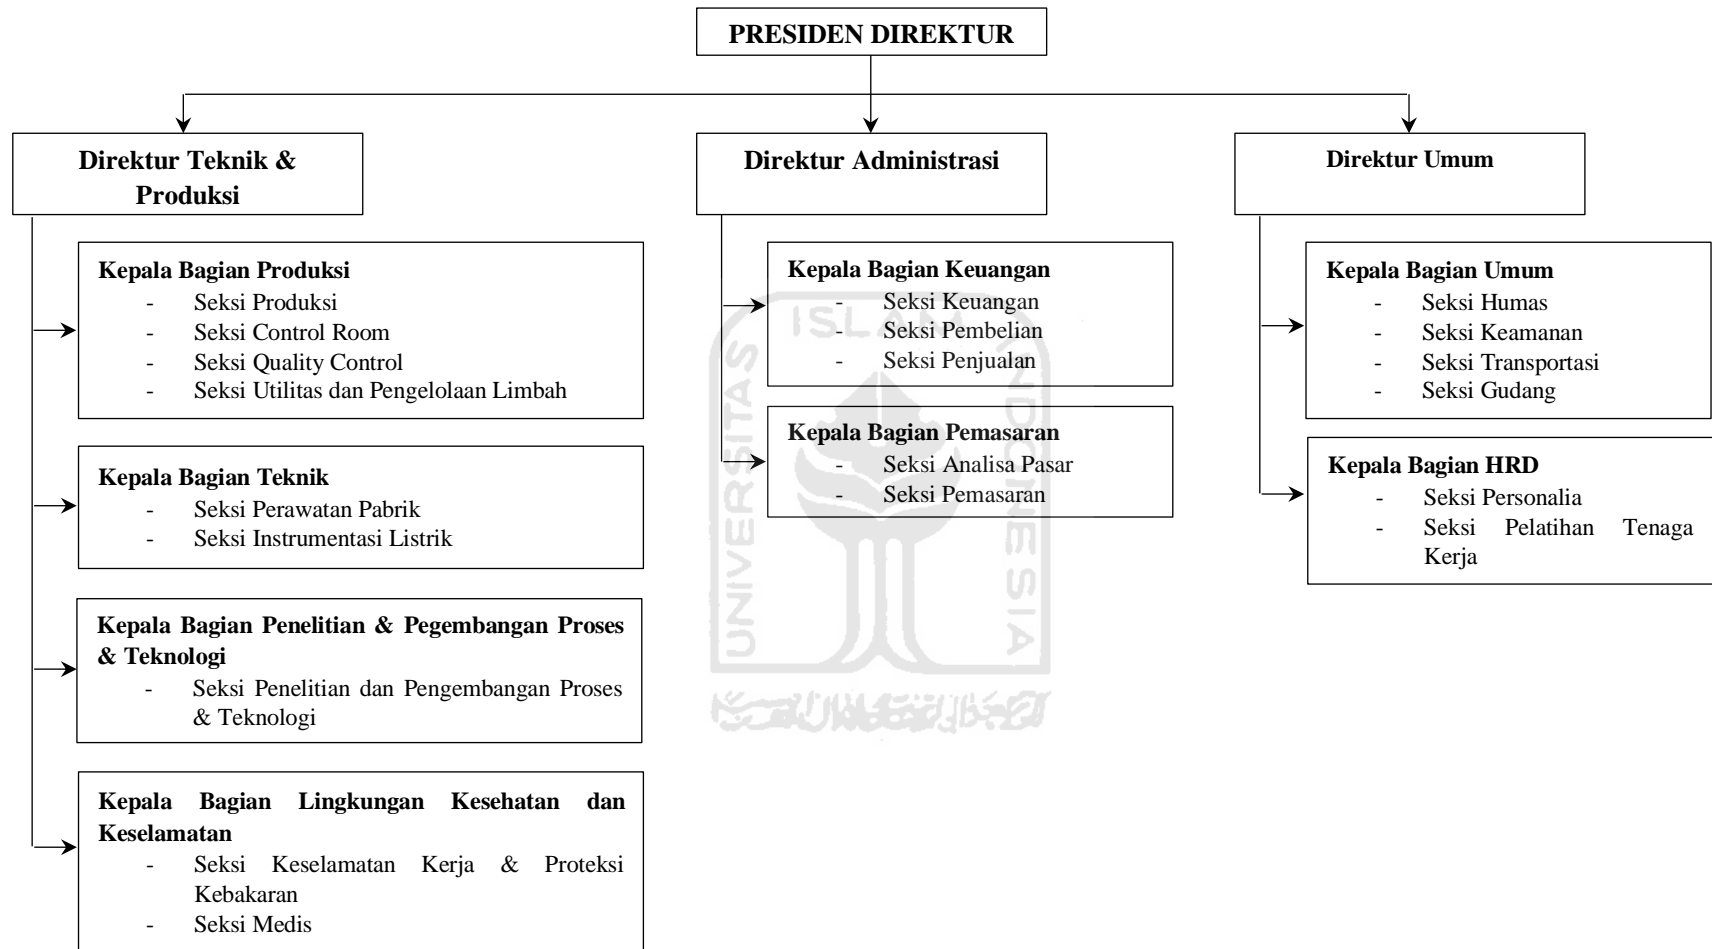 PRESIDEN DIREKTUR
Direktur Teknik &
Produksi
Kepala Bagian Produksi
- Seksi Produksi
- Seksi Control Room
- Seksi Quality Control
- Seksi Utilitas dan Pengelolaan Limbah
Kepala Bagian Teknik
- Seksi Perawatan Pabrik
- Seksi Instrumentasi Listrik
Kepala Bagian Penelitian & Pegembangan Proses
& Teknologi
- Seksi Penelitian dan Pengembangan Proses
& Teknologi
Kepala Bagian Lingkungan Kesehatan dan
Keselamatan
- Seksi Keselamatan Kerja & Proteksi
Kebakaran
- Seksi Medis
Direktur Administrasi
Kepala Bagian Keuangan
- Seksi Keuangan
- Seksi Pembelian
- Seksi Penjualan
Kepala Bagian Pemasaran
- Seksi Analisa Pasar
- Seksi Pemasaran
Direktur Umum
Kepala Bagian Umum
- Seksi Humas
- Seksi Keamanan
- Seksi Transportasi
- Seksi Gudang
Kepala Bagian HRD
- Seksi Personalia
- Seksi Pelatihan Tenaga
Kerja
UNIVERSITAS
ISLAM
INDONESIA